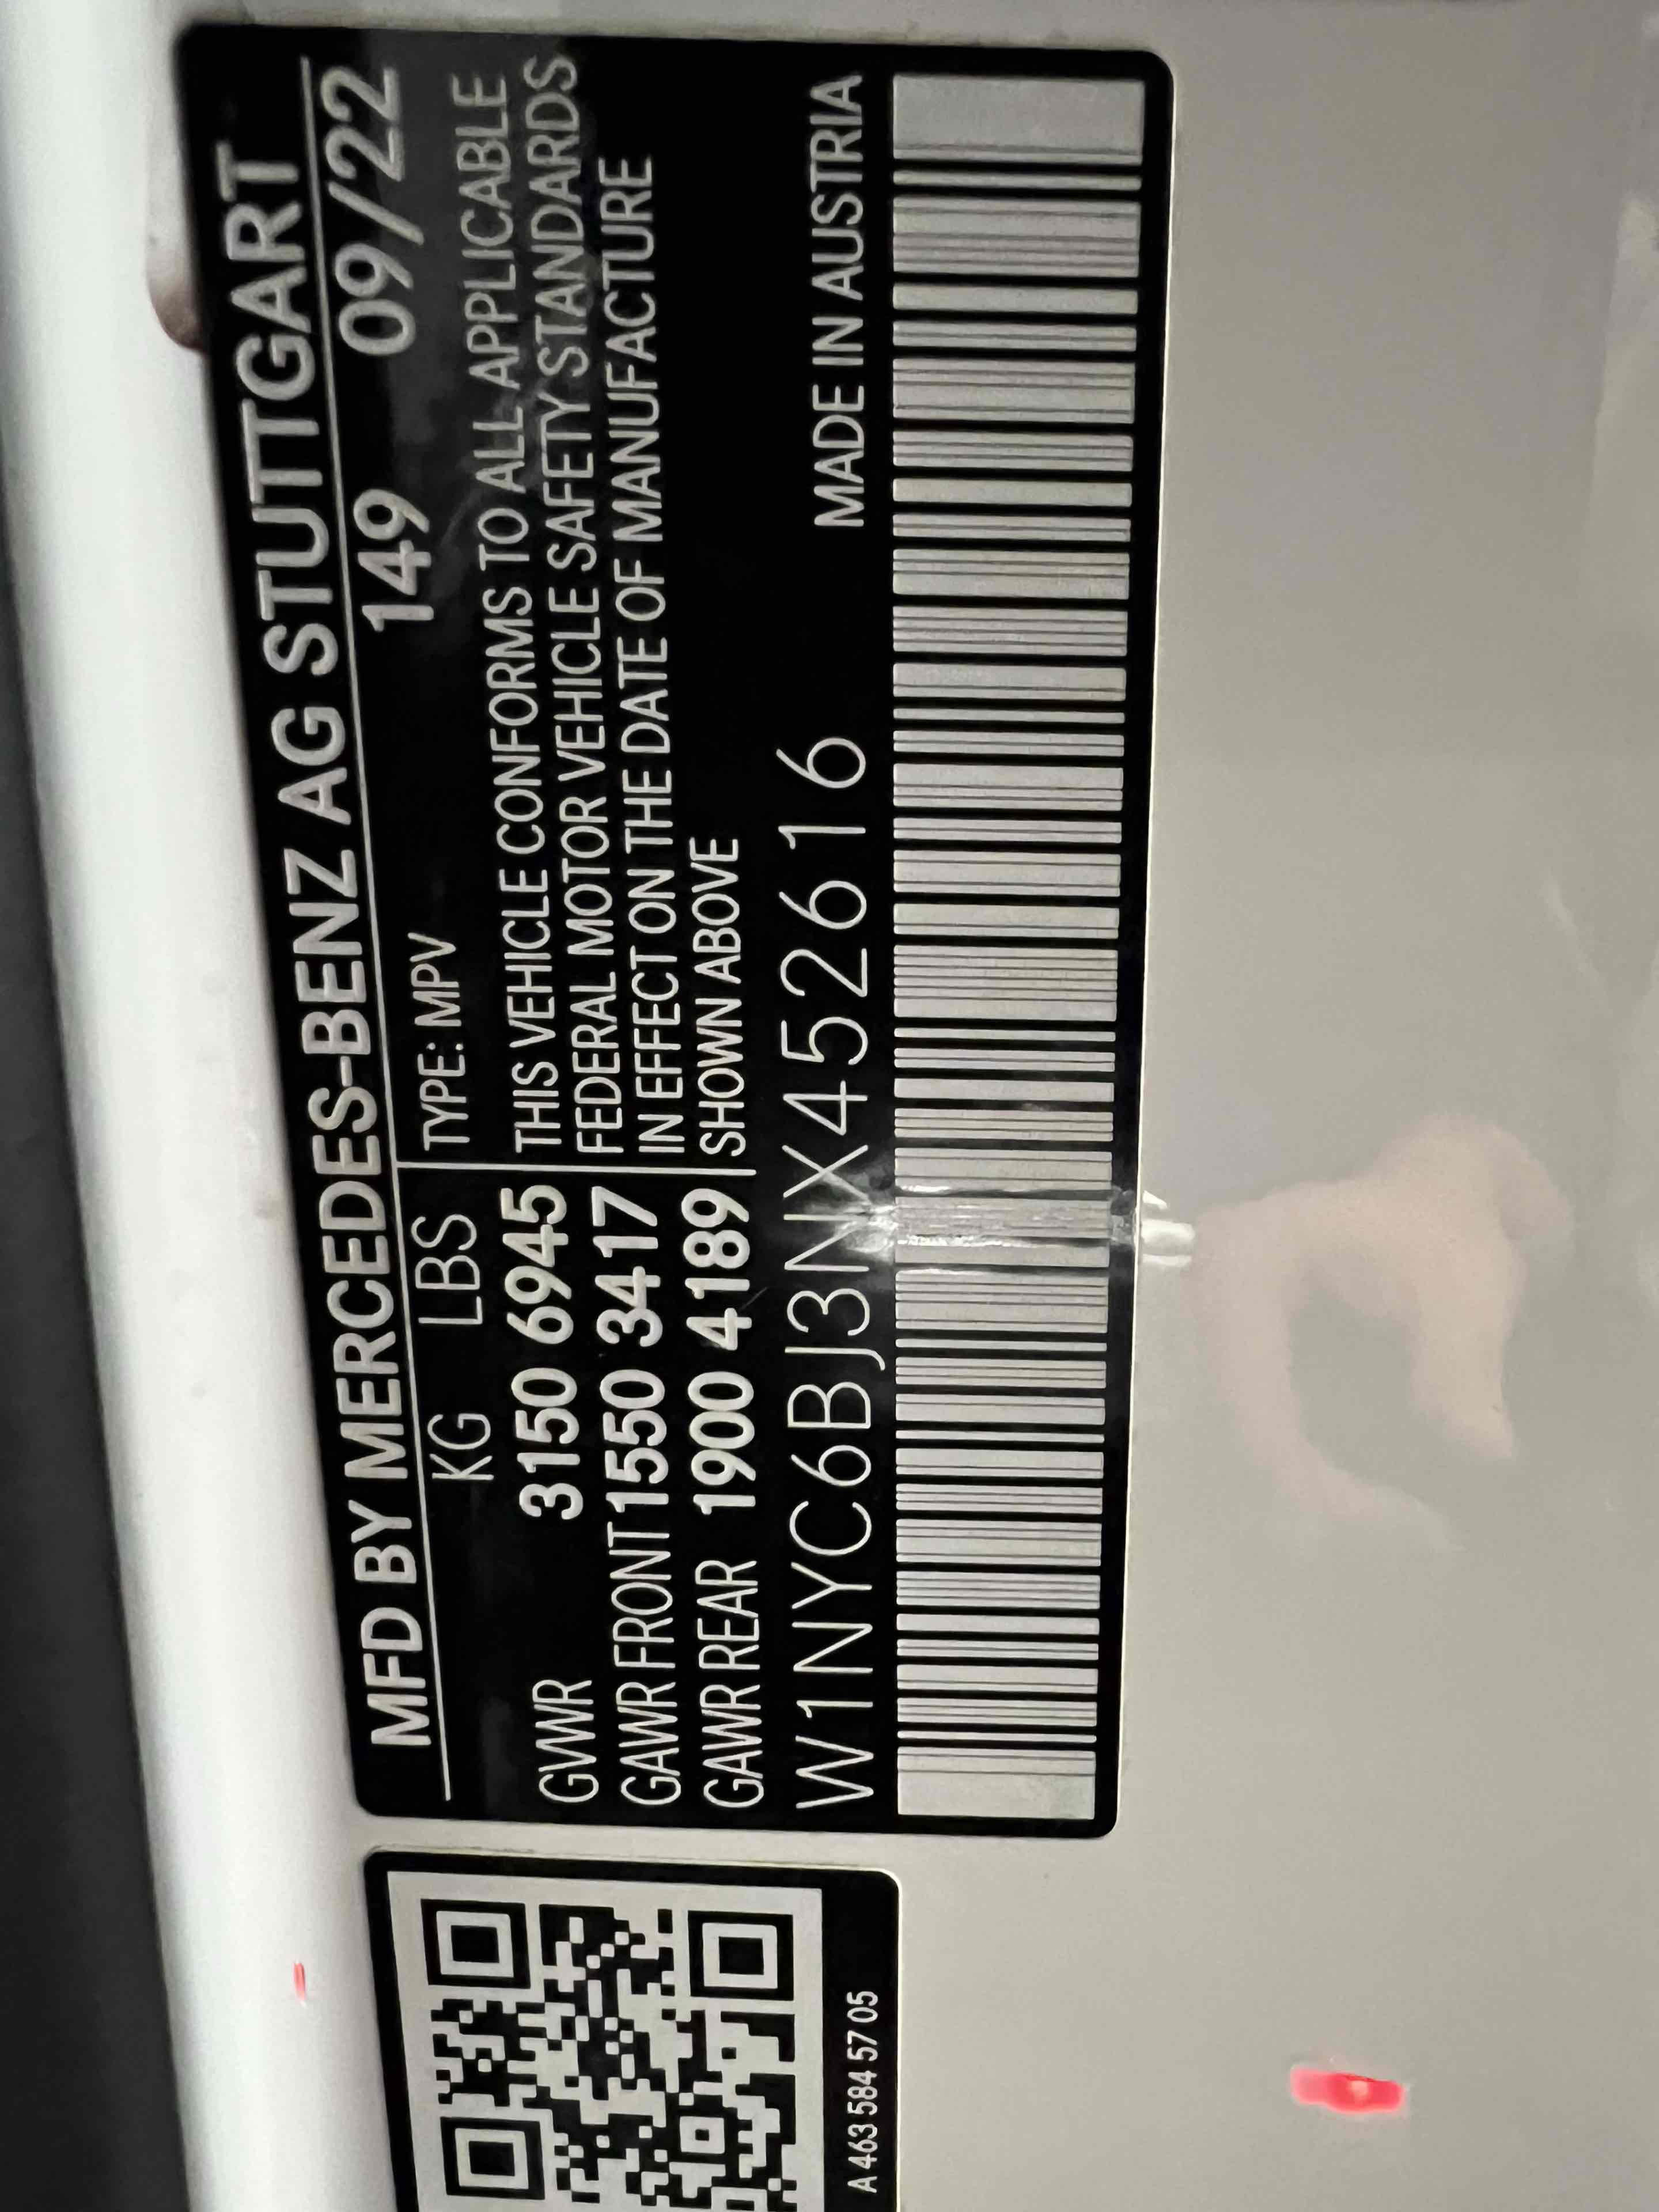 MFD BY MERCEDES-BENZ AG STUTTGART
KG LBS TYPE: MPV 149 09/22
GVWR 3150 6945
GAWR FRONT 1550 3417
GAWR REAR 1900 4189
THIS VEHICLE CONFORMS TO ALL APPLICABLE
FEDERAL MOTOR VEHICLE SAFETY STANDARDS
IN EFFECT ON THE DATE OF MANUFACTURE
SHOWN ABOVE
W1NYC6BJ3NX452616 MADE IN AUSTRIA
A 463 584 57 05